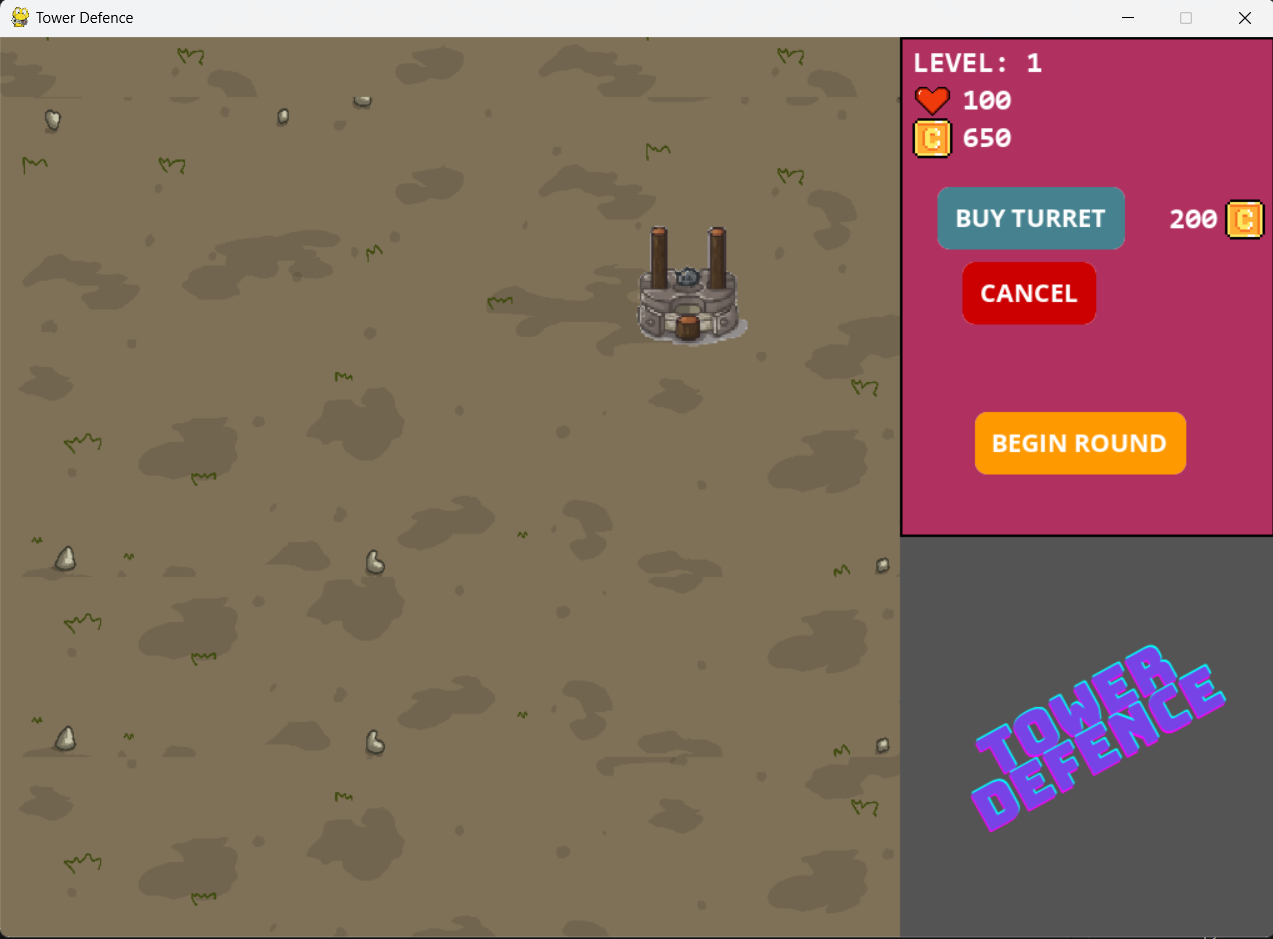 Tower Defence
LEVEL: 1
100
C 650
BUY TURRET 200 C
CANCEL
BEGIN ROUND
TOWER
DEFENCE